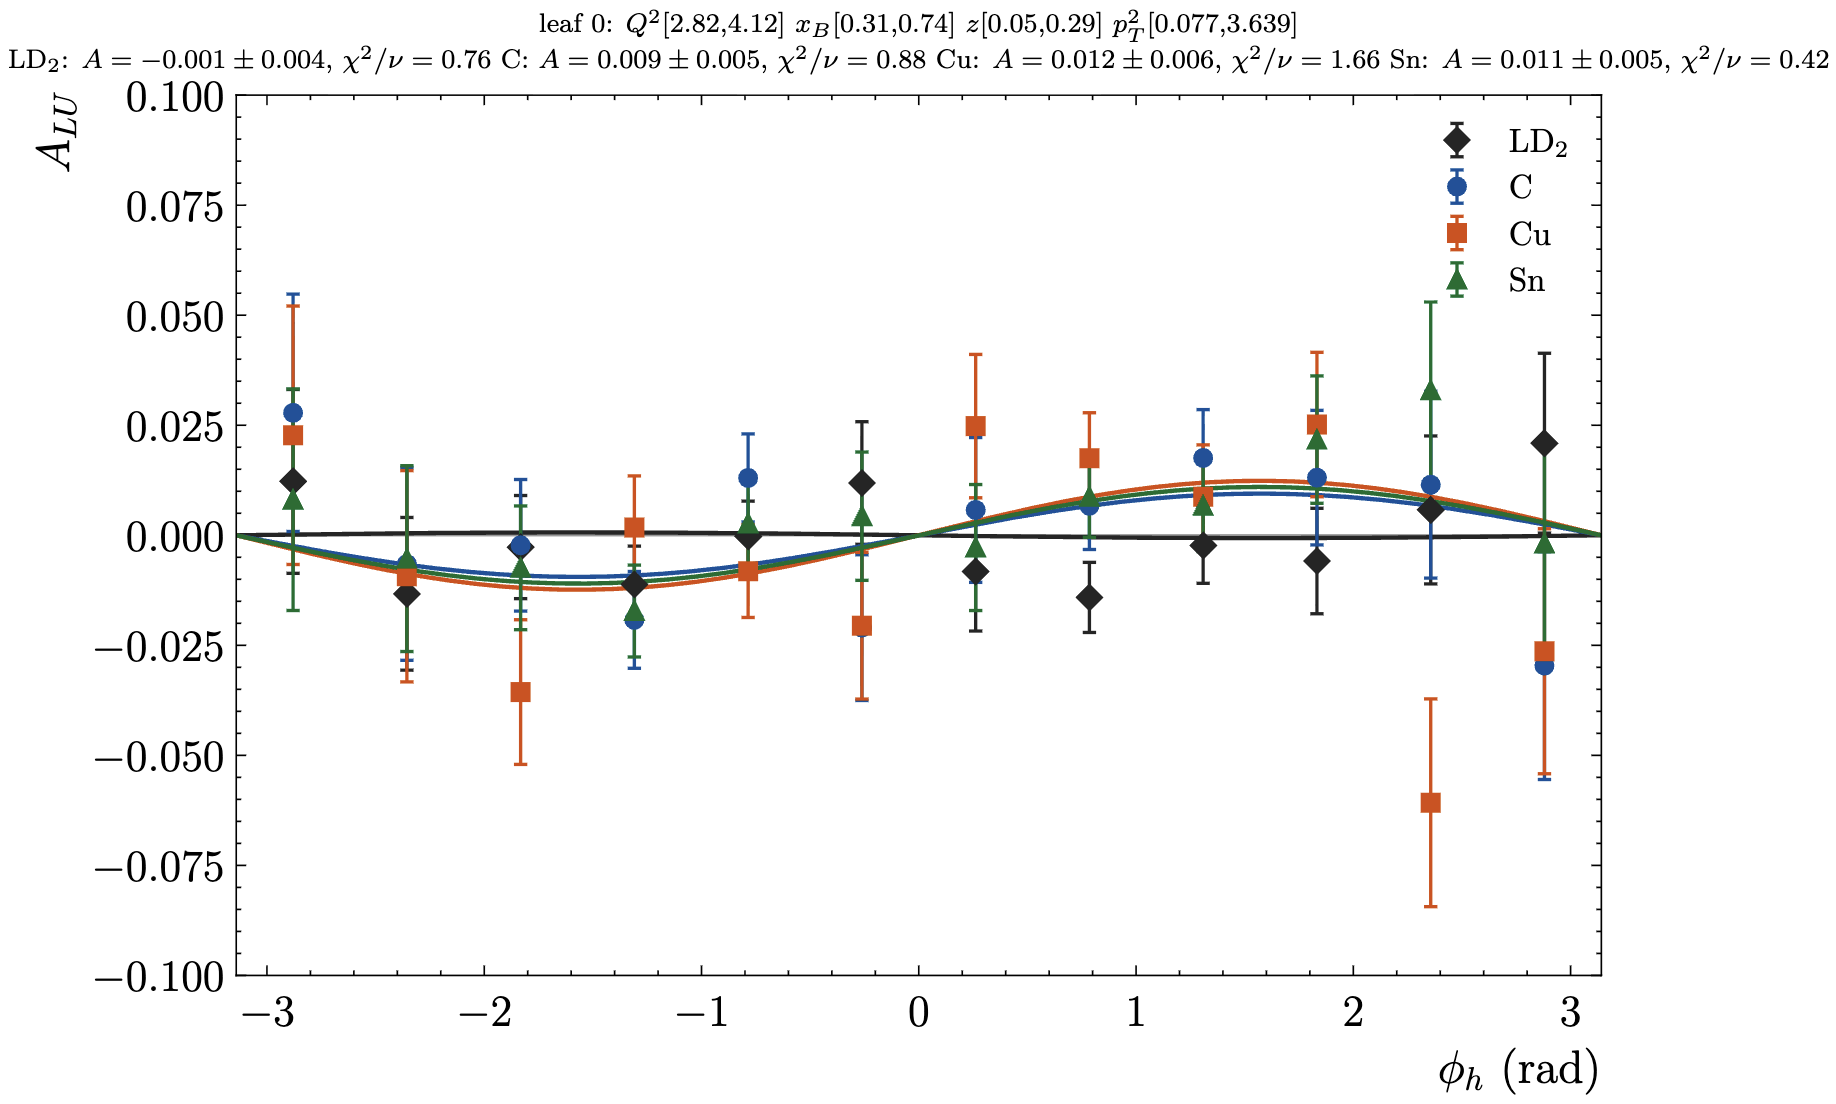 leaf 0: Q²[2.82,4.12] x_B[0.31,0.74] z[0.05,0.29] p_T²[0.077,3.639]
LD₂: A = −0.001 ± 0.004, χ²/ν = 0.76 C: A = 0.009 ± 0.005, χ²/ν = 0.88 Cu: A = 0.012 ± 0.006, χ²/ν = 1.66 Sn: A = 0.011 ± 0.005, χ²/ν = 0.42
A_LU
0.100
0.075
0.050
0.025
0.000
−0.025
−0.050
−0.075
−0.100
LD₂
C
Cu
Sn
−3 −2 −1 0 1 2 3
ϕ_h (rad)